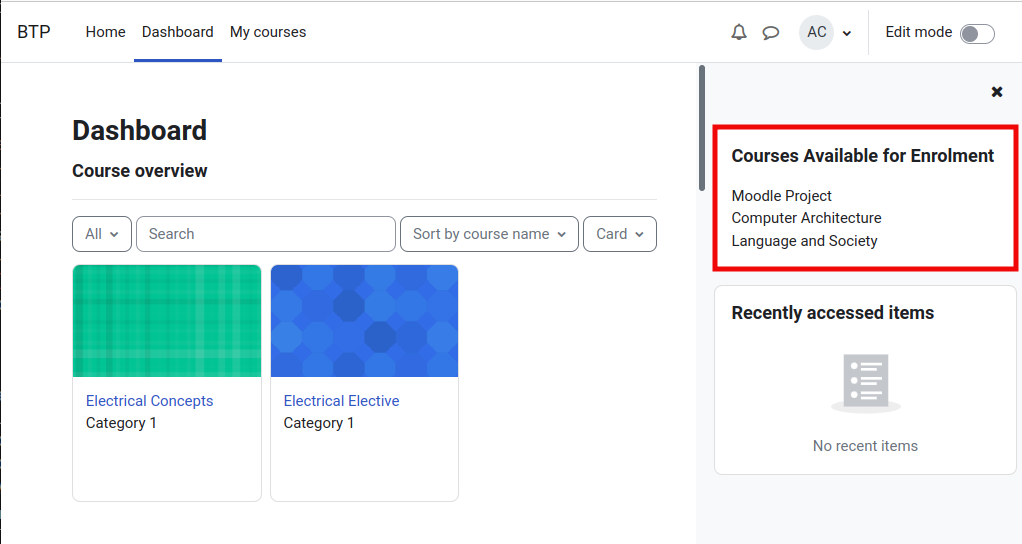 BTP Home Dashboard My courses AC Edit mode
Dashboard
Course overview
All Search Sort by course name Card
Electrical Concepts
Category 1
Electrical Elective
Category 1
Courses Available for Enrolment
Moodle Project
Computer Architecture
Language and Society
Recently accessed items
No recent items